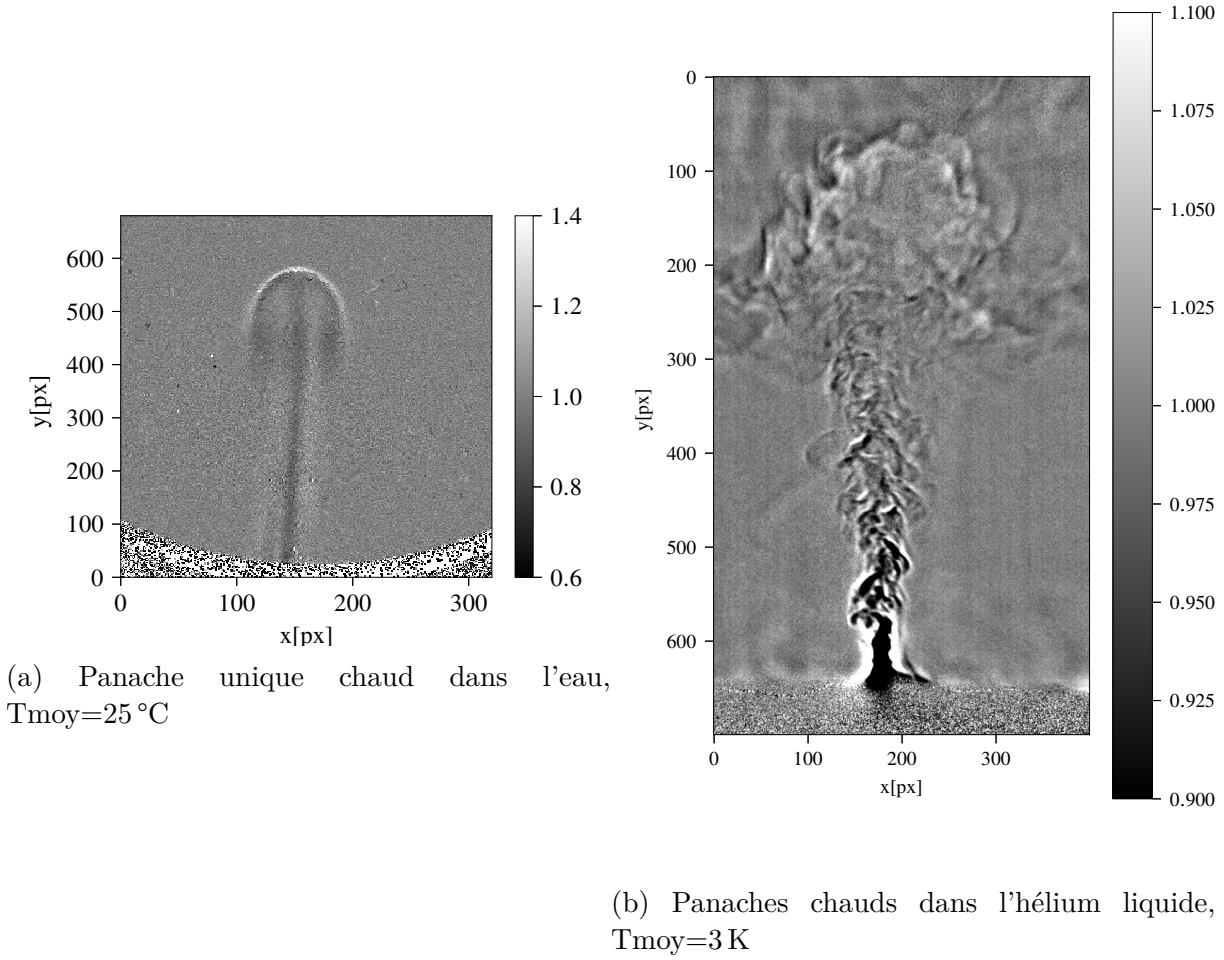 1.4
1.2
1.0
0.8
0.6
600
500
400
300
200
100
0
0 100 200 300
y[px]
x[px]
(a) Panache unique chaud dans l'eau,
Tmoy=25 °C
0
100
200
300
400
500
600
0 100 200 300
y[px]
x[px]
1.100
1.075
1.050
1.025
1.000
0.975
0.950
0.925
0.900
(b) Panaches chauds dans l'hélium liquide,
Tmoy=3 K